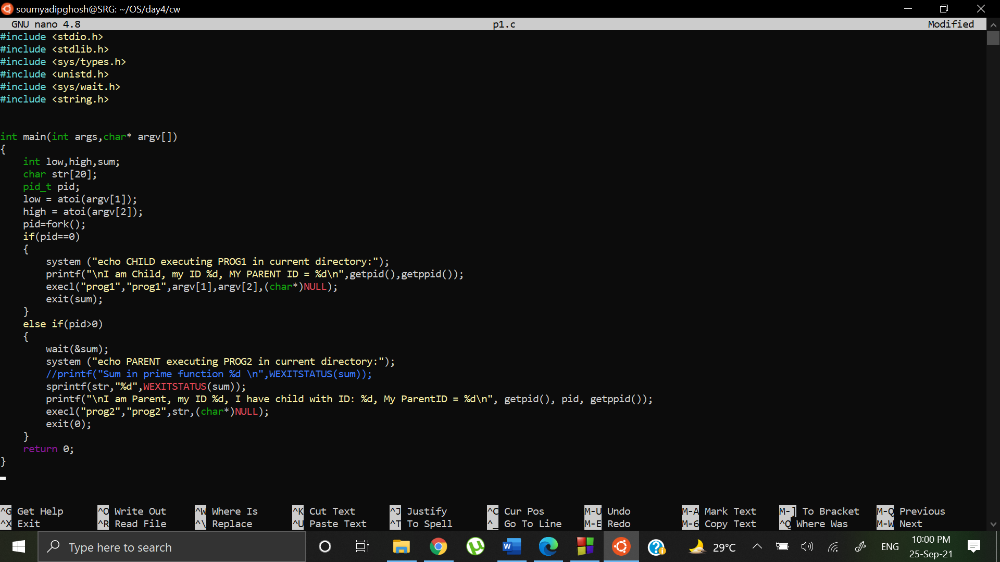 soumyadipghosh@SRG: ~/OS/day4/cw
GNU nano 4.8 p1.c Modified
#include <stdio.h>
#include <stdlib.h>
#include <sys/types.h>
#include <unistd.h>
#include <sys/wait.h>
#include <string.h>
int main(int args,char* argv[])
{
    int low,high,sum;
    char str[20];
    pid_t pid;
    low = atoi(argv[1]);
    high = atoi(argv[2]);
    pid=fork();
    if(pid==0)
    {
        system ("echo CHILD executing PROG1 in current directory:");
        printf("\nI am Child, my ID %d, MY PARENT ID = %d\n",getpid(),getppid());
        execl("prog1","prog1",argv[1],argv[2],(char*)NULL);
        exit(sum);
    }
    else if(pid>0)
    {
        wait(&sum);
        system ("echo PARENT executing PROG2 in current directory:");
        //printf("Sum in prime function %d \n",WEXITSTATUS(sum));
        sprintf(str,"%d",WEXITSTATUS(sum));
        printf("\nI am Parent, my ID %d, I have child with ID: %d, My ParentID = %d\n", getpid(), pid, getppid());
        execl("prog2","prog2",str,(char*)NULL);
        exit(0);
    }
    return 0;
}
^G Get Help ^O Write Out ^W Where Is ^K Cut Text ^J Justify ^C Cur Pos M-U Undo M-A Mark Text M-] To Bracket M-Q Previous
^X Exit ^R Read File ^\ Replace ^U Paste Text ^T To Spell ^_ Go To Line M-E Redo M-6 Copy Text ^Q Where Was M-W Next
Type here to search 29°C ENG 10:00 PM
25-Sep-21